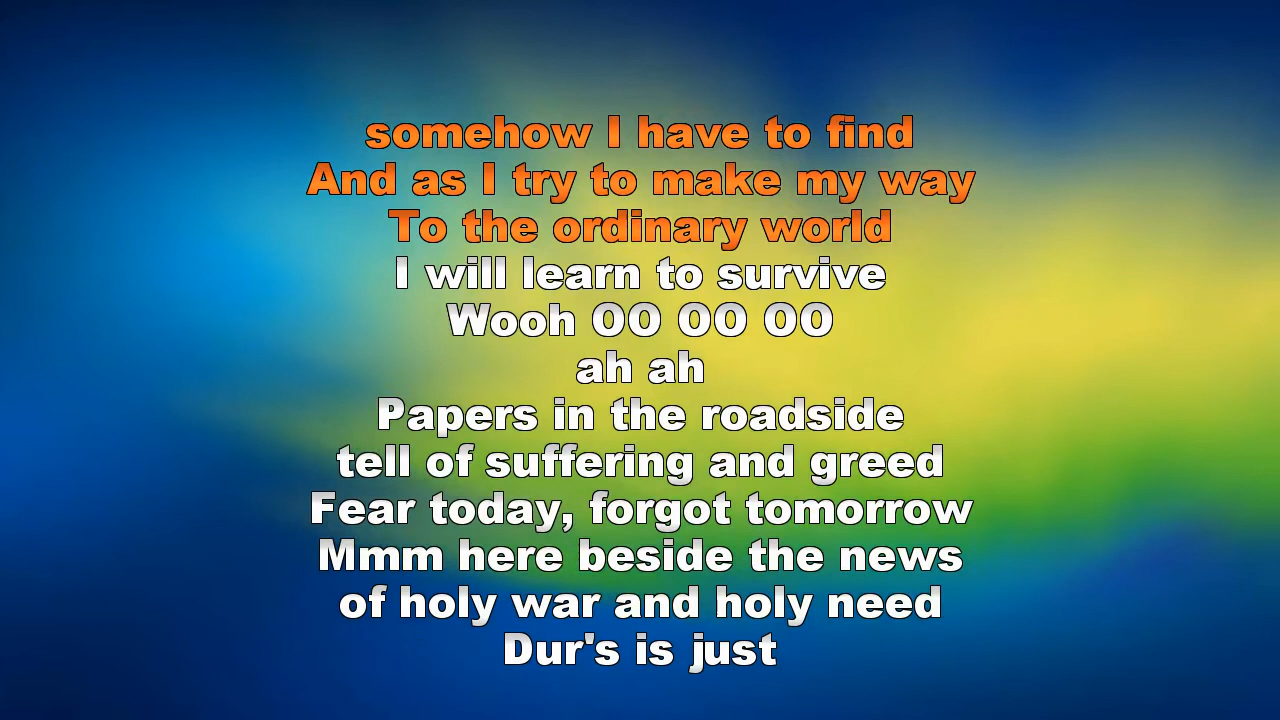 somehow I have to find
And as I try to make my way
To the ordinary world
I will learn to survive
Wooh OO OO OO
ah ah
Papers in the roadside
tell of suffering and greed
Fear today, forgot tomorrow
Mmm here beside the news
of holy war and holy need
Dur's is just